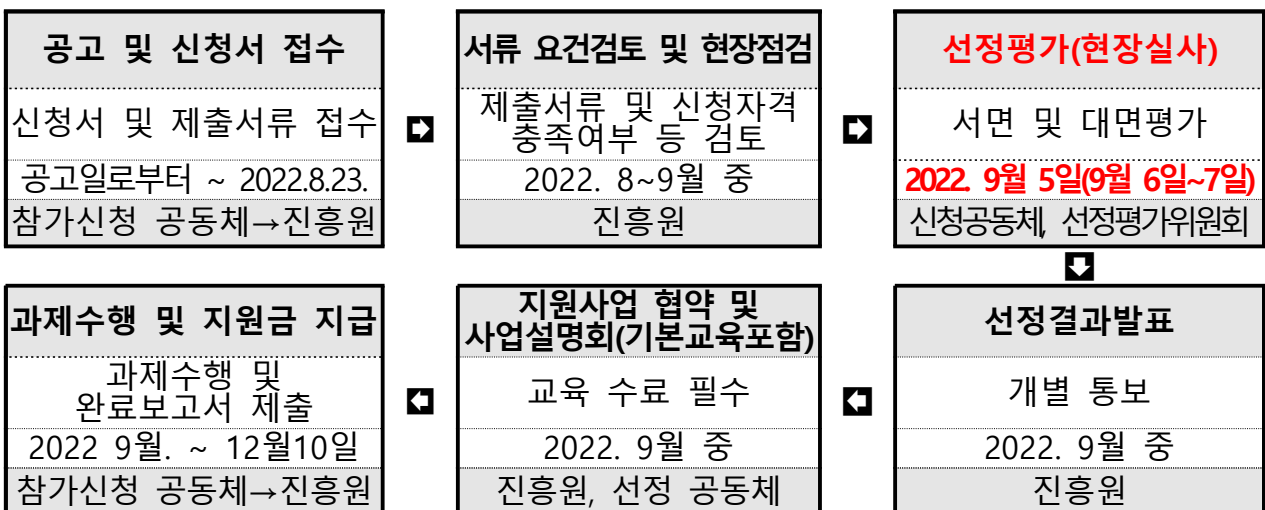 공고 및 신청서 접수
신청서 및 제출서류 접수
공고일로부터 ~ 2022.8.23.
참가신청 공동체→진흥원
서류 요건검토 및 현장점검
제출서류 및 신청자격
충족여부 등 검토
2022. 8~9월 중
진흥원
선정평가(현장실사)
서면 및 대면평가
2022. 9월 5일(9월 6일~7일)
신청공동체, 선정평가위원회
선정결과발표
개별 통보
2022. 9월 중
진흥원
지원사업 협약 및
사업설명회(기본교육포함)
교육 수료 필수
2022. 9월 중
진흥원, 선정 공동체
과제수행 및 지원금 지급
과제수행 및
완료보고서 제출
2022 9월. ~ 12월10일
참가신청 공동체→진흥원